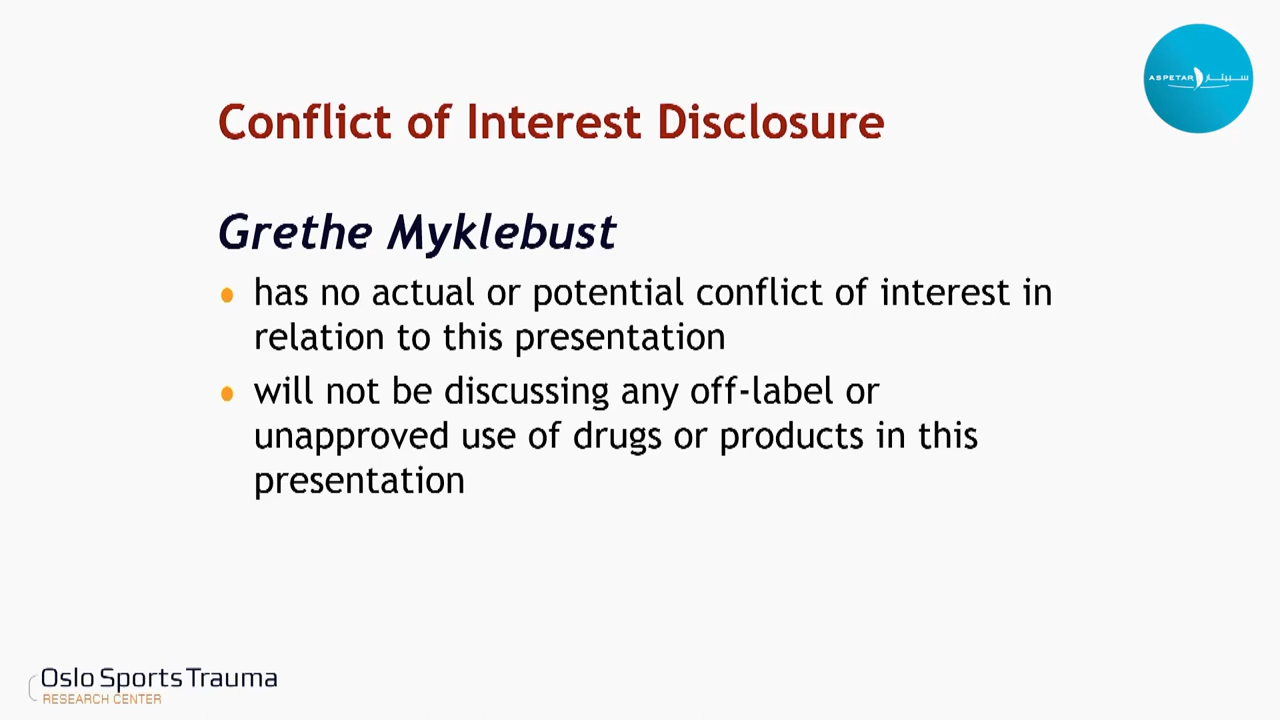 ASPETAR سبيتار
Conflict of Interest Disclosure
Grethe Myklebust
• has no actual or potential conflict of interest in
relation to this presentation
• will not be discussing any off-label or
unapproved use of drugs or products in this
presentation
Oslo Sports Trauma
RESEARCH CENTER